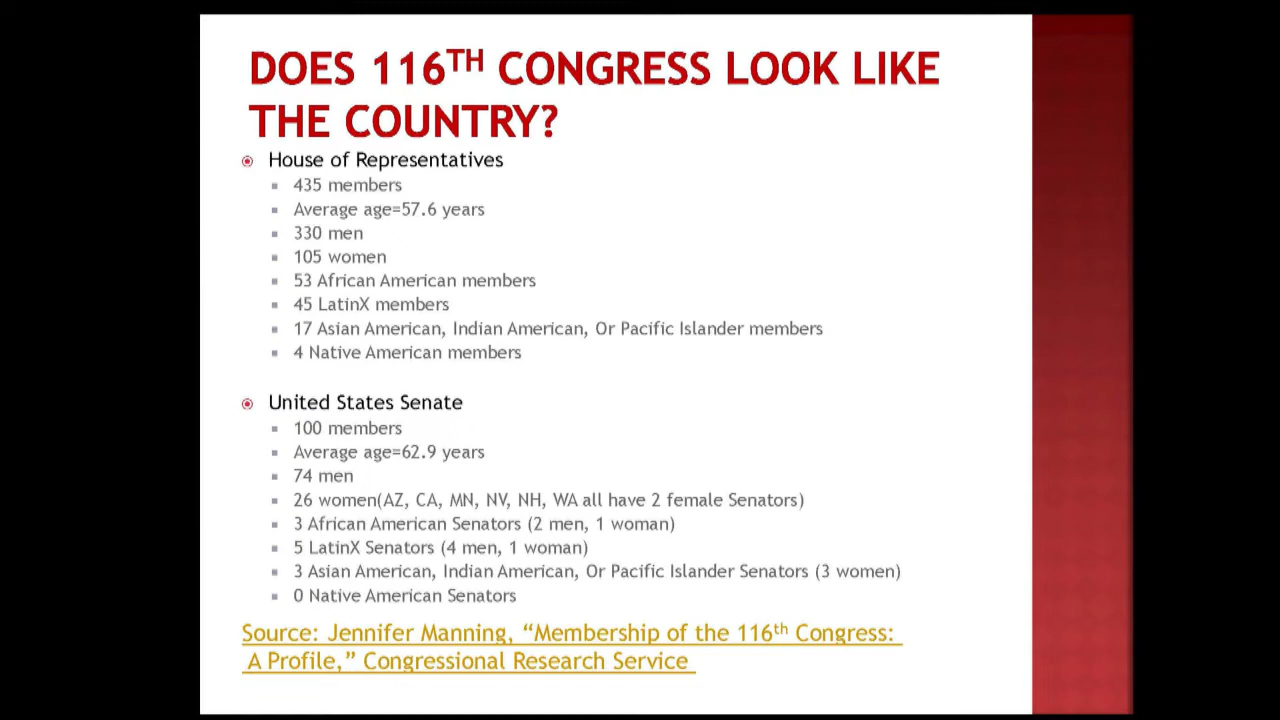 DOES 116TH CONGRESS LOOK LIKE
THE COUNTRY?
House of Representatives
435 members
Average age=57.6 years
330 men
105 women
53 African American members
45 LatinX members
17 Asian American, Indian American, Or Pacific Islander members
4 Native American members
United States Senate
100 members
Average age=62.9 years
74 men
26 women(AZ, CA, MN, NV, NH, WA all have 2 female Senators)
3 African American Senators (2 men, 1 woman)
5 LatinX Senators (4 men, 1 woman)
3 Asian American, Indian American, Or Pacific Islander Senators (3 women)
0 Native American Senators
Source: Jennifer Manning, “Membership of the 116th Congress:
A Profile,” Congressional Research Service